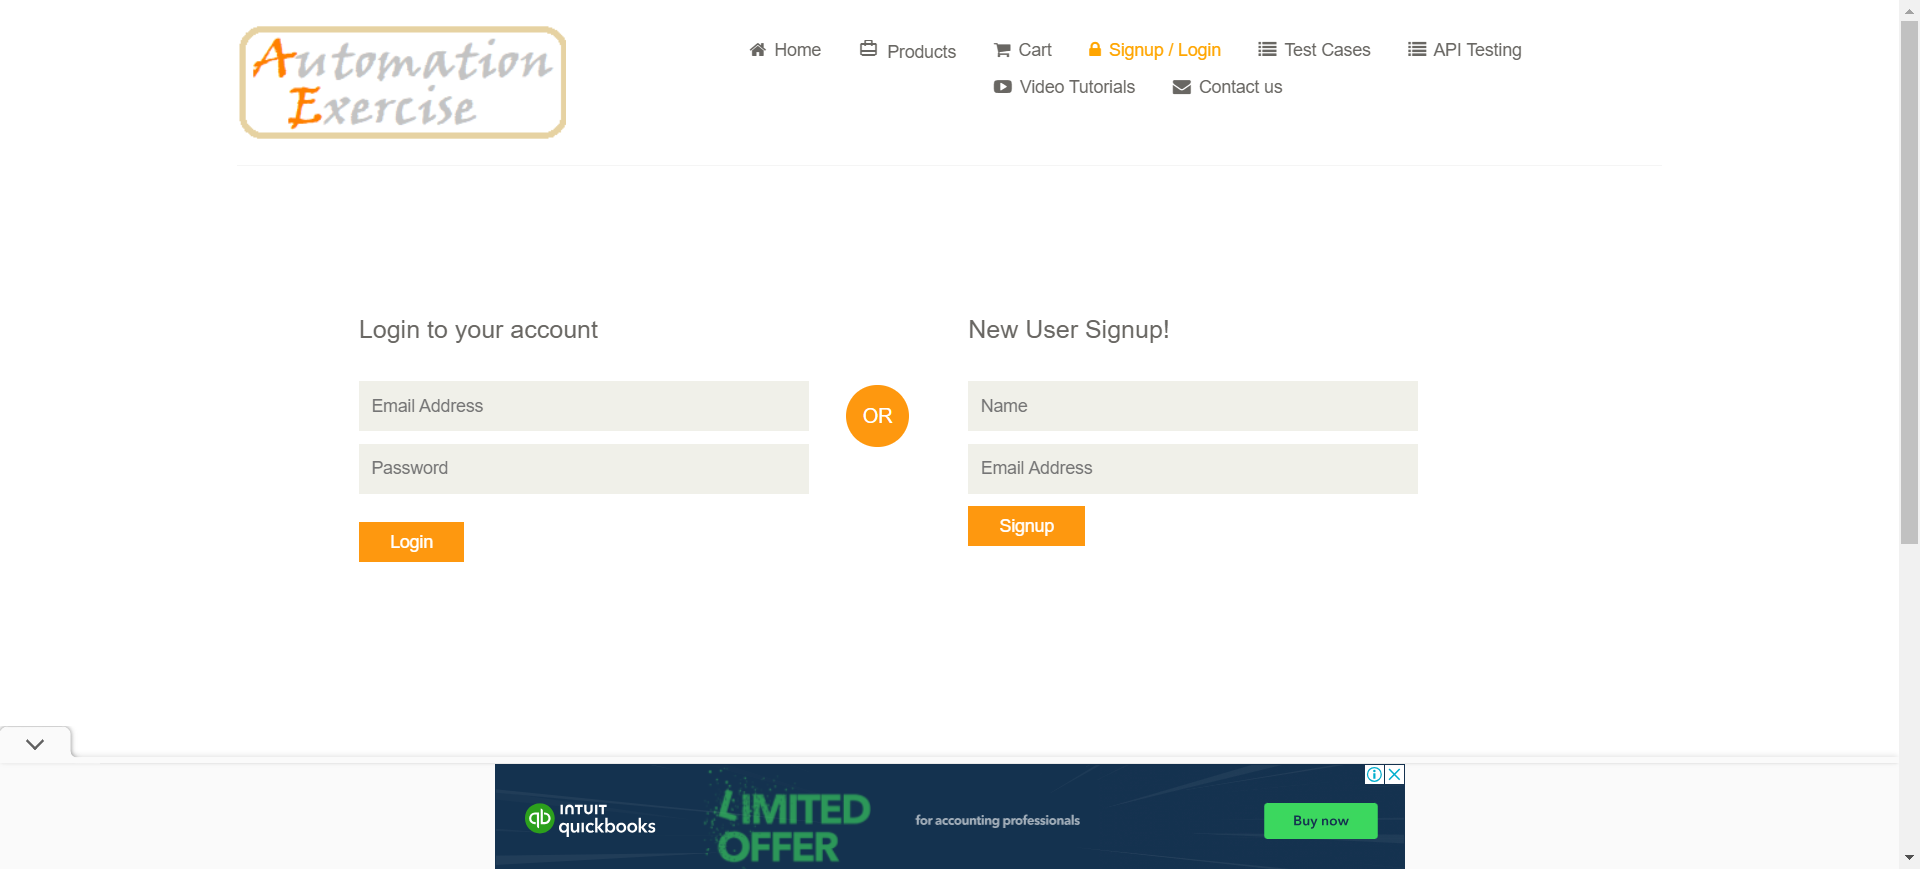 Automation
Exercise
Home
Products
Cart
Signup / Login
Test Cases
API Testing
Video Tutorials
Contact us
Login to your account
Email Address
Password
Login
OR
New User Signup!
Name
Email Address
Signup
INTUIT
quickbooks
LIMITED
OFFER
for accounting professionals
Buy now